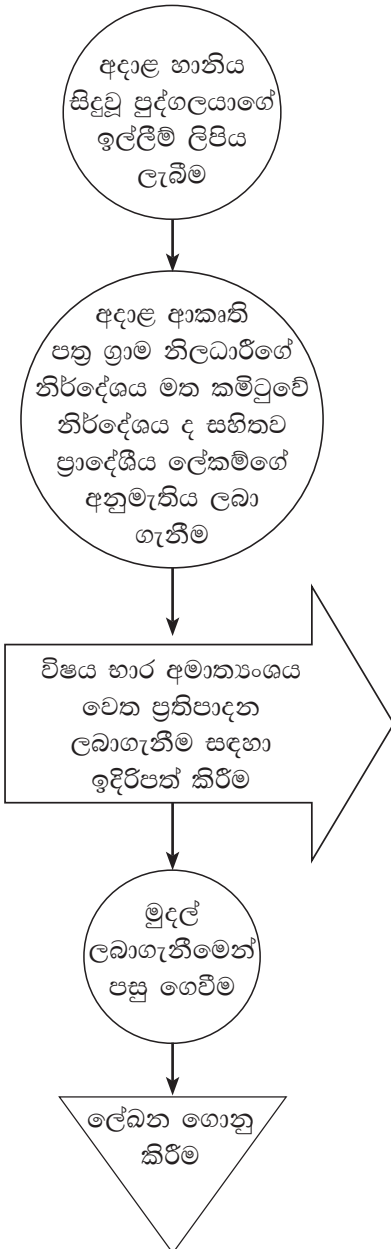 අදාළ හානිය
සිදුවූ පුද්ගලයාගේ
ඉල්ලීම් ලිපිය
ලැබීම
අදාළ ආකෘති
පත්‍ර ග්‍රාම නිලධාරීගේ
නිර්දේශය මත කමිටුවේ
නිර්දේශය ද සහිතව
ප්‍රාදේශීය ලේකම්ගේ
අනුමැතිය ලබා
ගැනීම
විෂය භාර අමාත්‍යංශය
වෙත ප්‍රතිපාදන
ලබාගැනීම සඳහා
ඉදිරිපත් කිරීම
මුදල්
ලබාගැනීමෙන්
පසු ගෙවීම
ලේඛන ගොනු
කිරීම